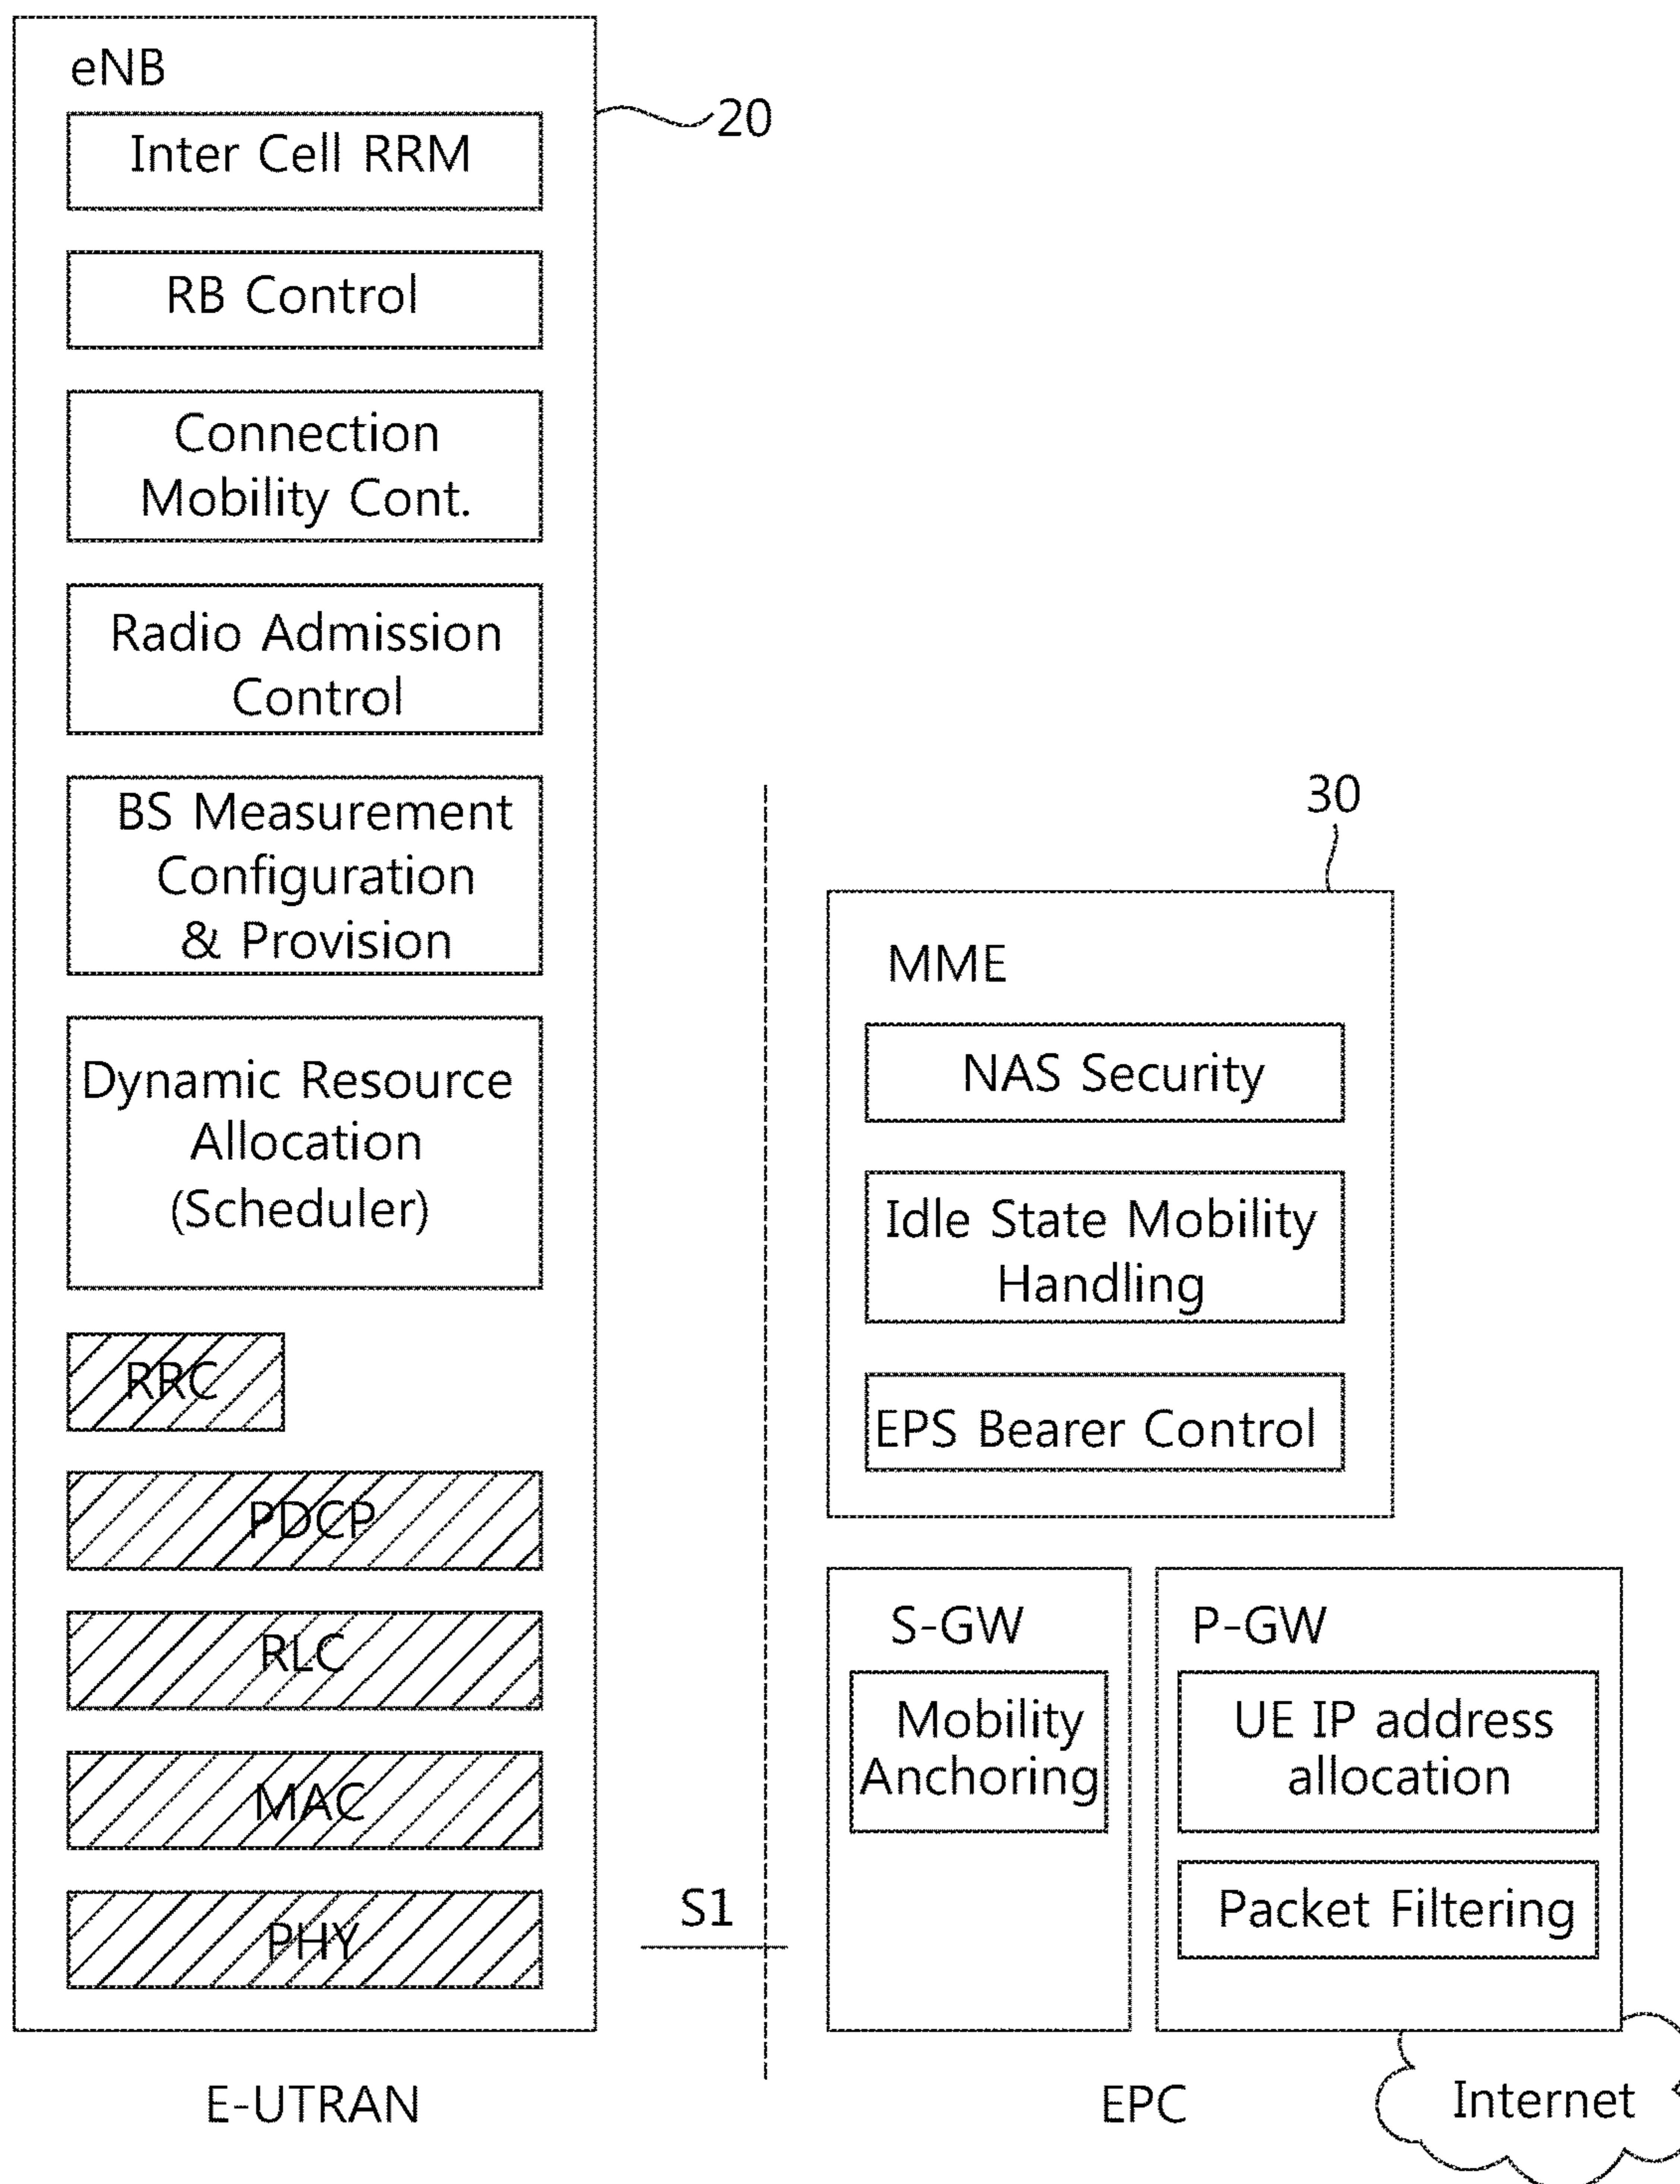 eNB
20
Inter Cell RRM
RB Control
Connection
Mobility Cont.
Radio Admission
Control
BS Measurement
Configuration
& Provision
Dynamic Resource
Allocation
(Scheduler)
RRC
PDCP
RLC
MAC
PHY
S1
30
MME
NAS Security
Idle State Mobility
Handling
EPS Bearer Control
S-GW
Mobility
Anchoring
P-GW
UE IP address
allocation
Packet Filtering
E-UTRAN
EPC
Internet